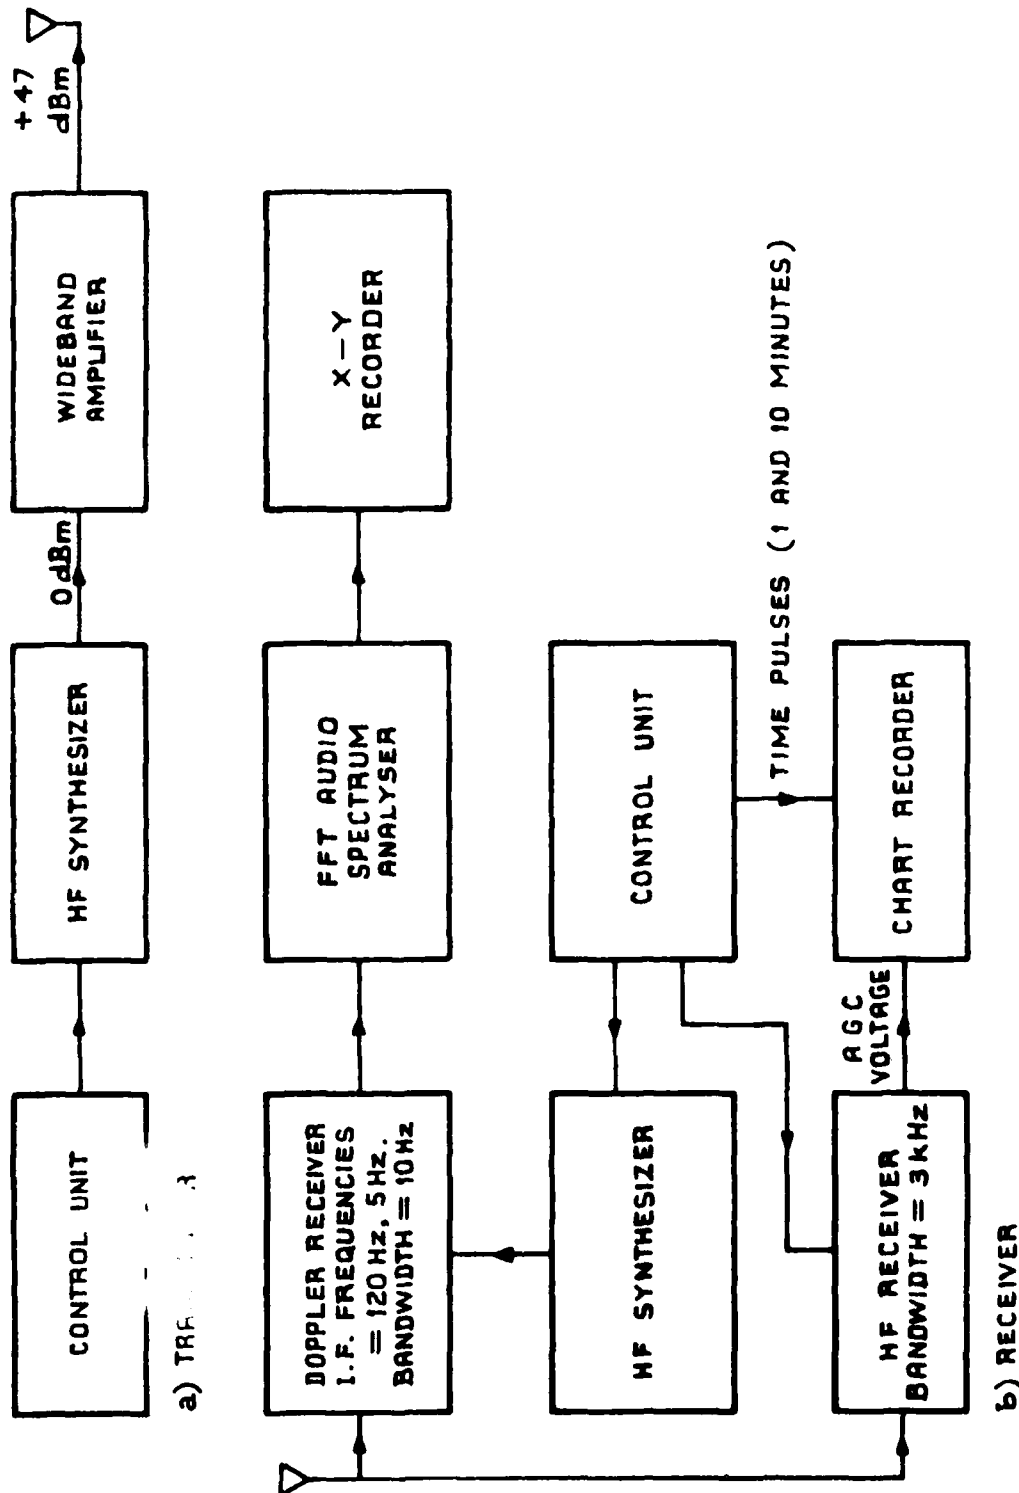 CONTROL UNIT
HF SYNTHESIZER
0 dBm
WIDEBAND
AMPLIFIER
+47
dBm
a)
DOPPLER RECEIVER
I.F. FREQUENCIES
= 120 Hz, 5 Hz.
BANDWIDTH = 10 Hz
FFT AUDIO
SPECTRUM
ANALYSER
X-Y
RECORDER
HF SYNTHESIZER
CONTROL UNIT
TIME PULSES (1 AND 10 MINUTES)
HF RECEIVER
BANDWIDTH = 3 kHz
AGC
VOLTAGE
CHART RECORDER
b) RECEIVER